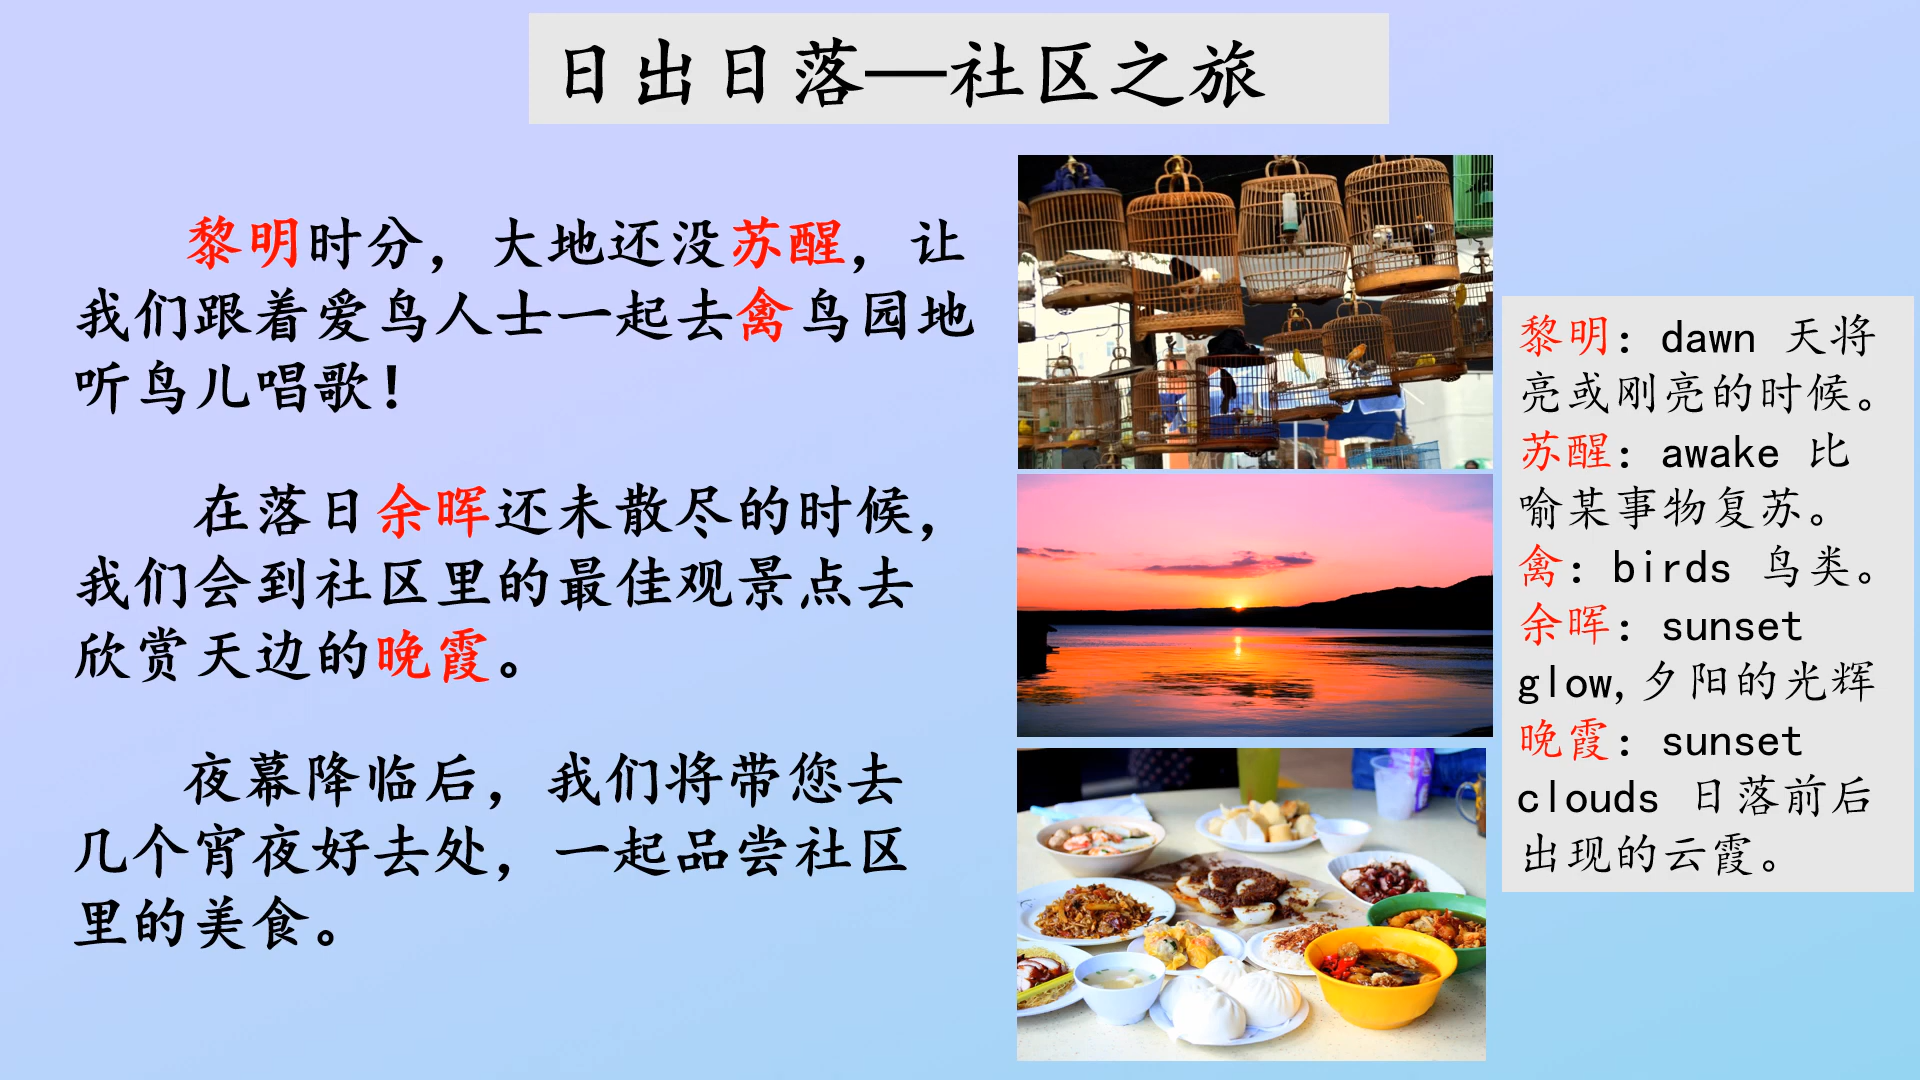 日出日落—社区之旅
黎明时分，大地还没苏醒，让
我们跟着爱鸟人士一起去禽鸟园地
听鸟儿唱歌！
在落日余晖还未散尽的时候，
我们会到社区里的最佳观景点去
欣赏天边的晚霞。
夜幕降临后，我们将带您去
几个宵夜好去处，一起品尝社区
里的美食。
黎明：dawn 天将
亮或刚亮的时候。
苏醒：awake 比
喻某事物复苏。
禽：birds 鸟类。
余晖：sunset
glow,夕阳的光辉
晚霞：sunset
clouds 日落前后
出现的云霞。